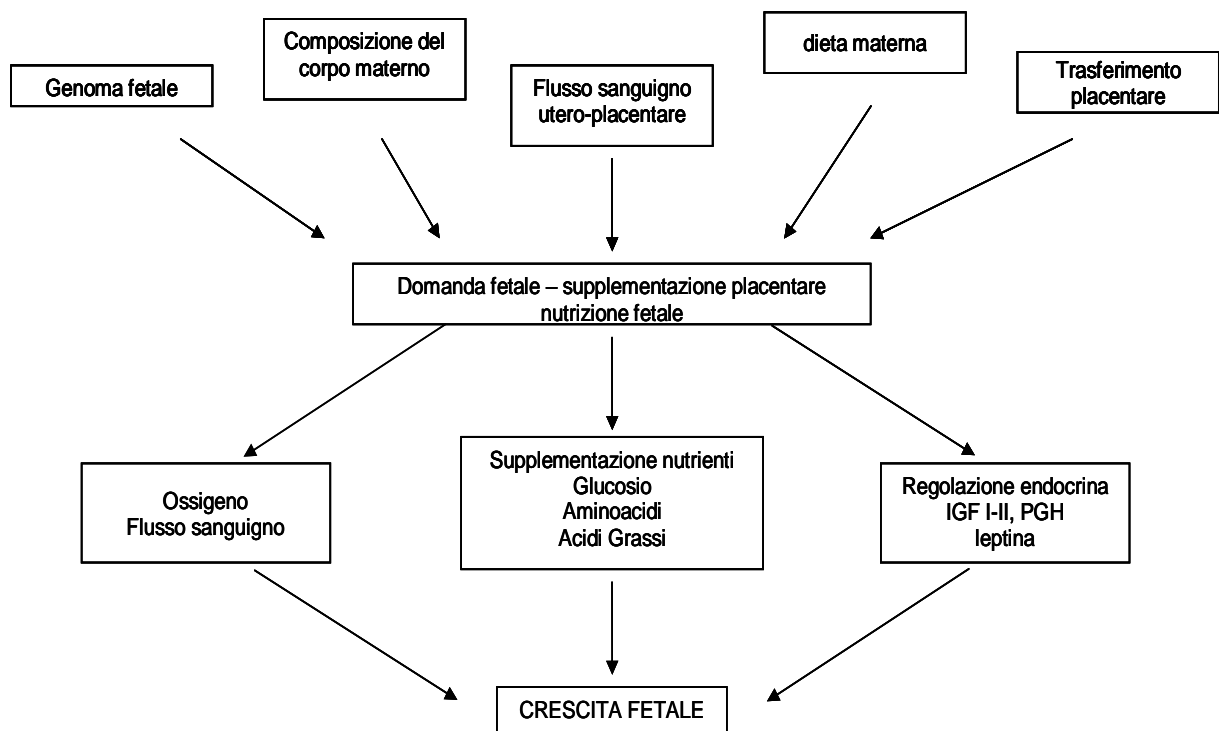 Genoma fetale
Composizione del
corpo materno
Flusso sanguigno
utero-placentare
dieta materna
Trasferimento
placentare
Domanda fetale – supplementazione placentare
nutrizione fetale
Ossigeno
Flusso sanguigno
Supplementazione nutrienti
Glucosio
Aminoacidi
Acidi Grassi
Regolazione endocrina
IGF I-II, PGH
leptina
CRESCITA FETALE